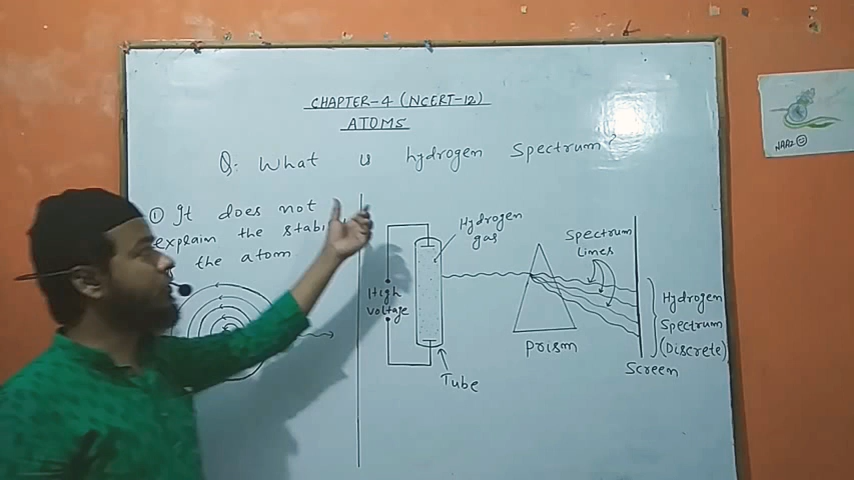 CHAPTER-4 (NCERT-12)
ATOMS
Q: What is hydrogen Spectrum?
① It does not
explain the
the atom
Hydrogen
gas
High
voltage
Tube
Prism
Spectrum
Lines
Hydrogen
Spectrum
(Discrete)
Screen
NAAZ